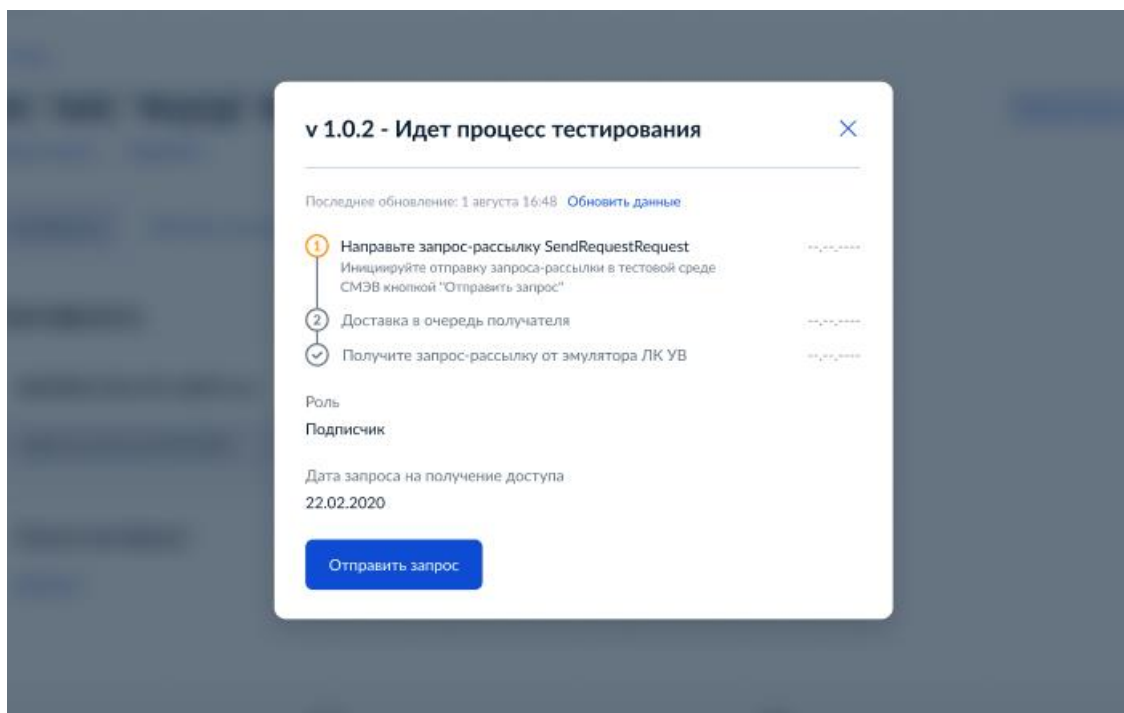 v 1.0.2 - Идет процесс тестирования
Последнее обновление: 1 августа 16:48 Обновить данные
1 Направьте запрос-рассылку SendRequestRequest --.--.----
Инициируйте отправку запроса-рассылки в тестовой среде
СМЭВ кнопкой "Отправить запрос"
2 Доставка в очередь получателя --.--.----
Получите запрос-рассылку от эмулятора ЛК УВ --.--.----
Роль
Подписчик
Дата запроса на получение доступа
22.02.2020
Отправить запрос